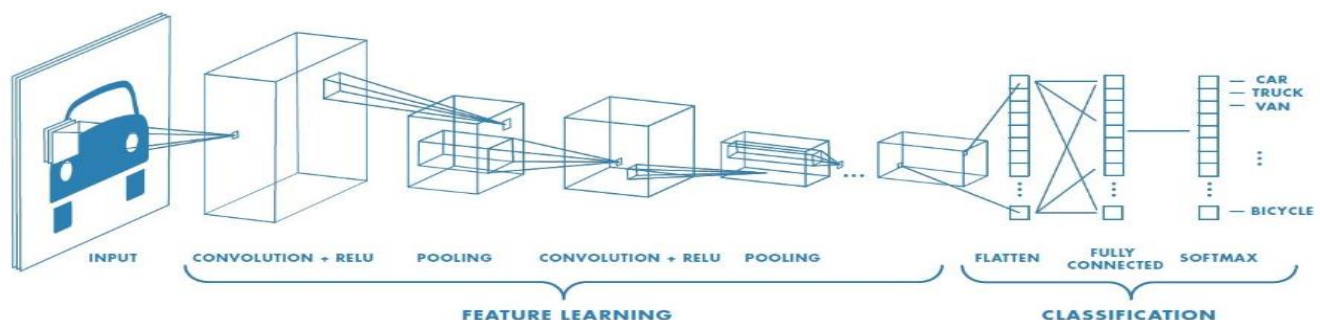 CAR
TRUCK
VAN
BICYCLE
INPUT
CONVOLUTION + RELU
POOLING
CONVOLUTION + RELU
POOLING
FLATTEN
FULLY
CONNECTED
SOFTMAX
FEATURE LEARNING
CLASSIFICATION